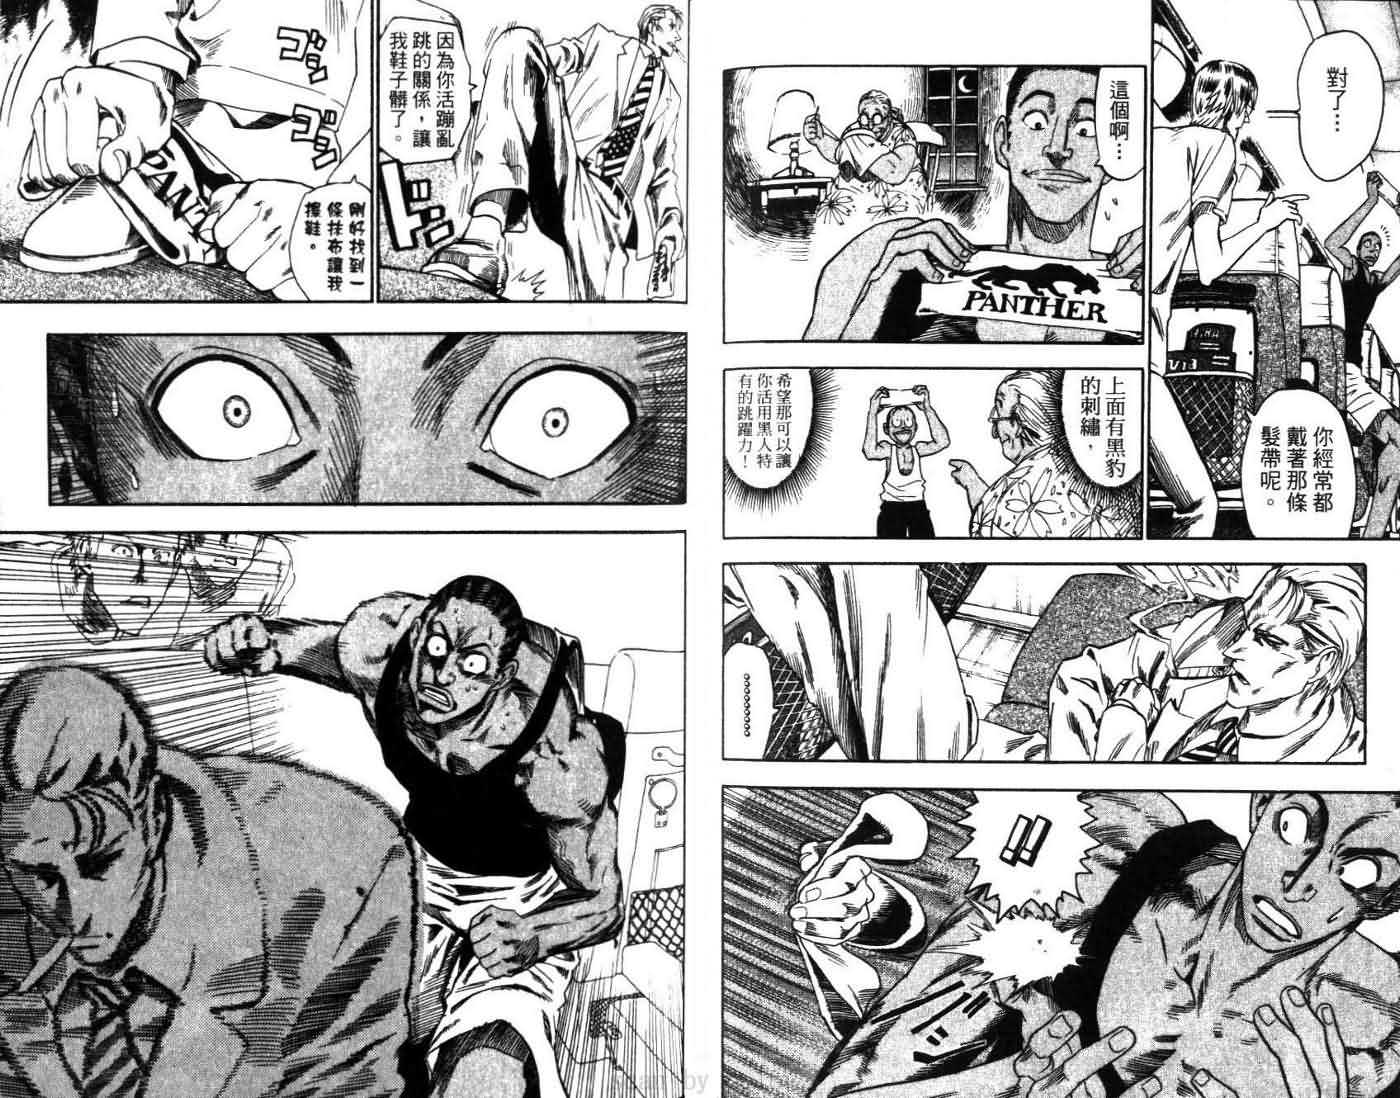 對了⋯
你經常都
戴著那條
髮帶呢。
這個啊⋯
PANTHER
上面有黑豹
的刺繡，
希望那可以讓
你活用黑人特
有的跳躍力！
⋯⋯⋯
!!
因為你活蹦亂
跳的關係，讓
我鞋子髒了。
ドン
ゴシ
ゴシ
PANT
剛好找到一
條抹布讓我
擦鞋。